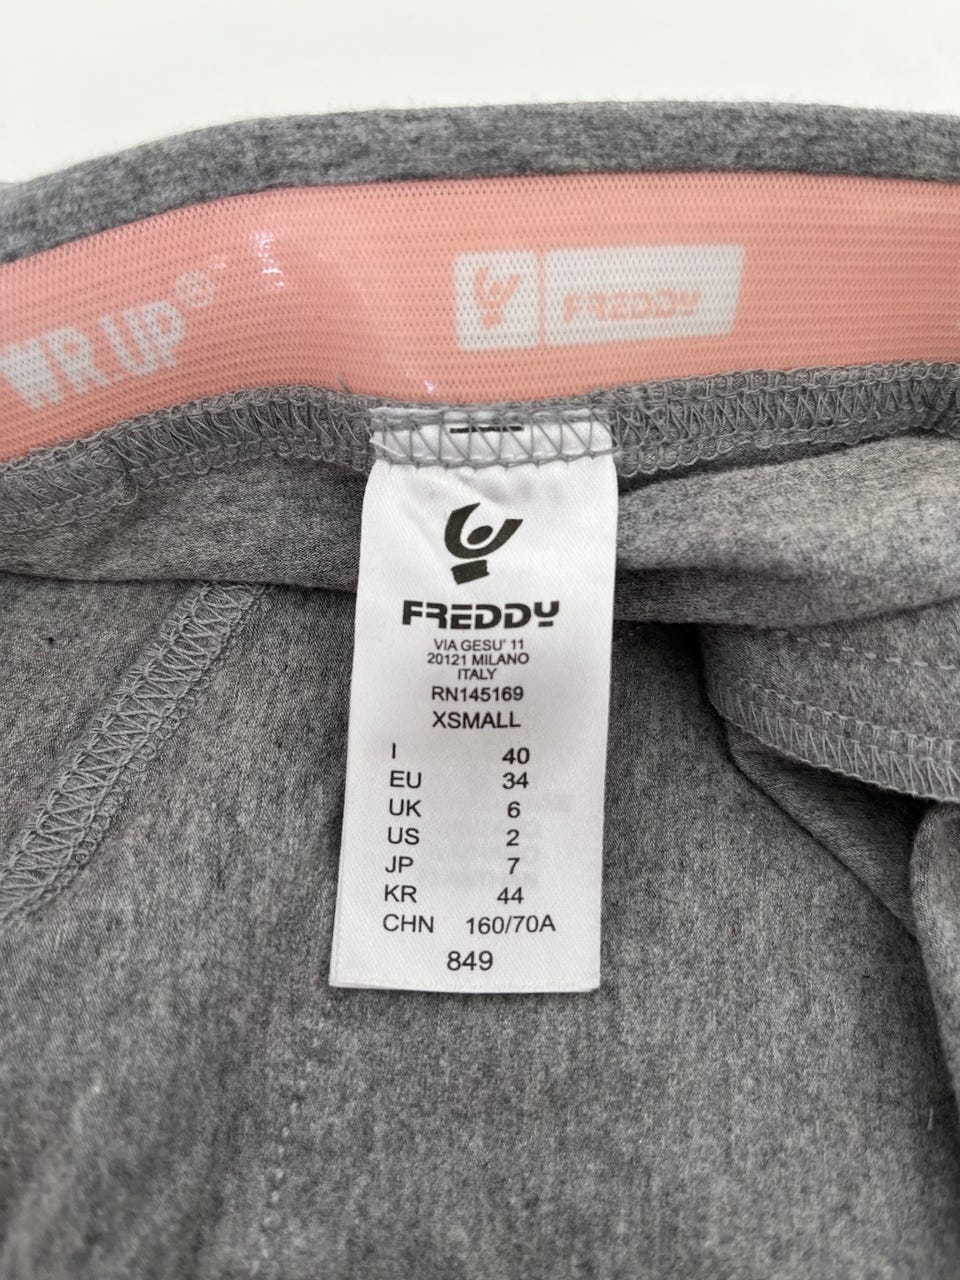 WR UP®
FREDDY
FREDDY
VIA GESU' 11
20121 MILANO
ITALY
RN145169
XSMALL
I 40
EU 34
UK 6
US 2
JP 7
KR 44
CHN 160/70A
849